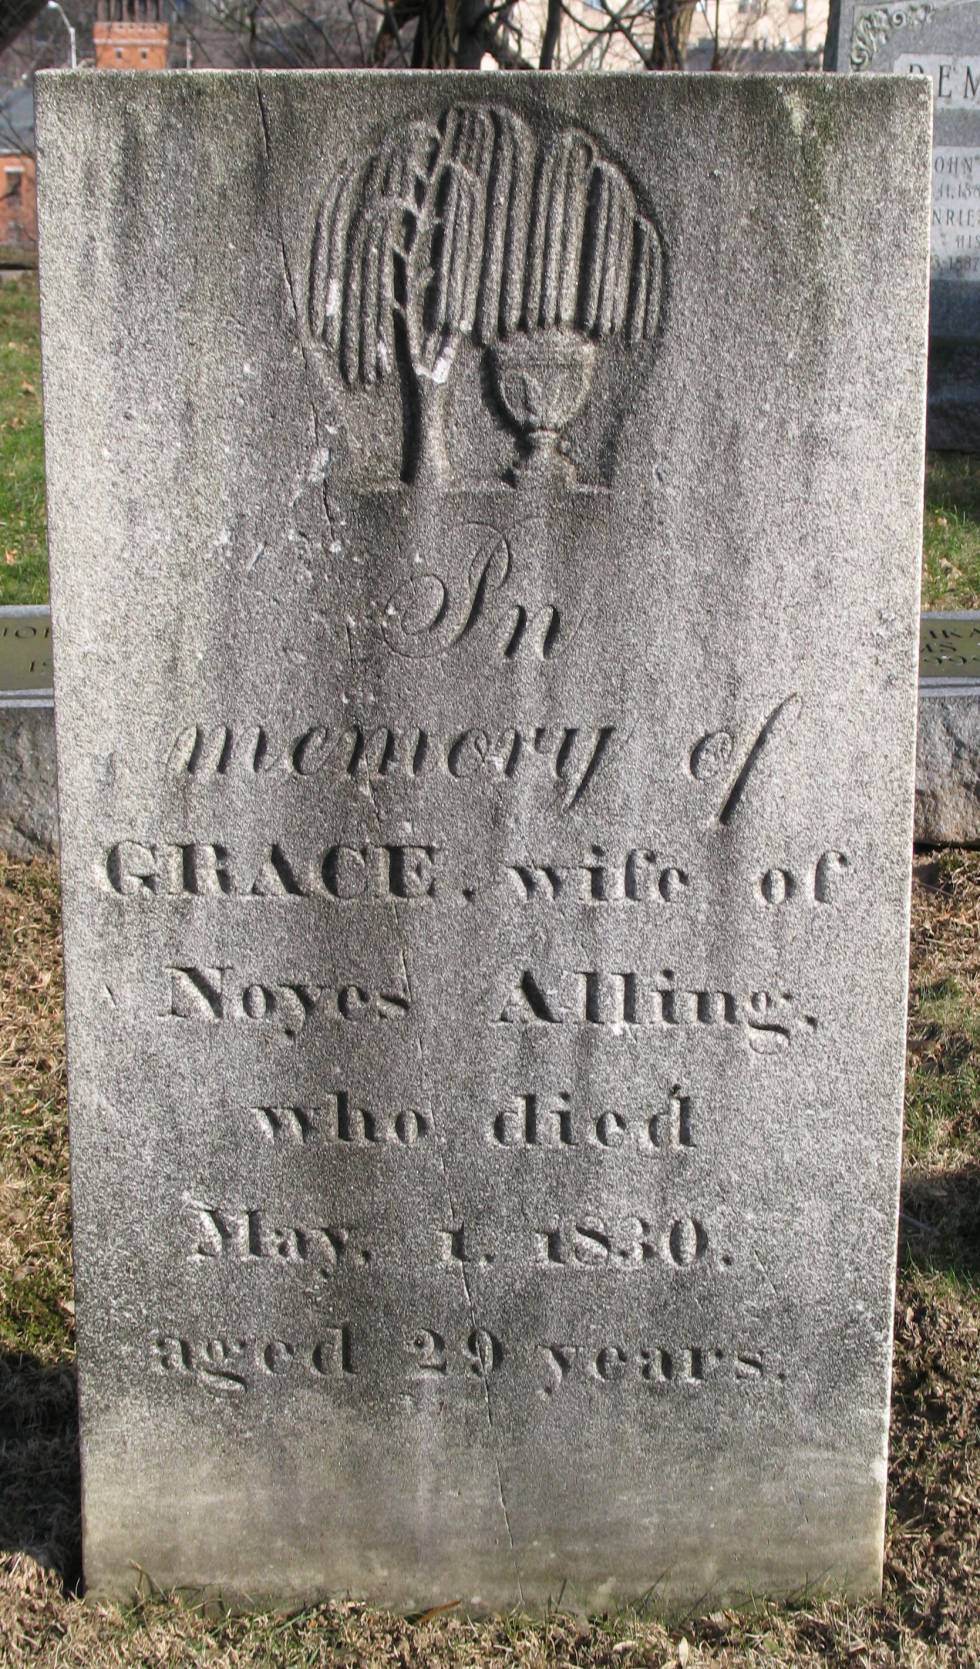 In
memory of
GRACE, wife of
Noyes Alling;
who died
May, 1. 1830.
aged 29 years.